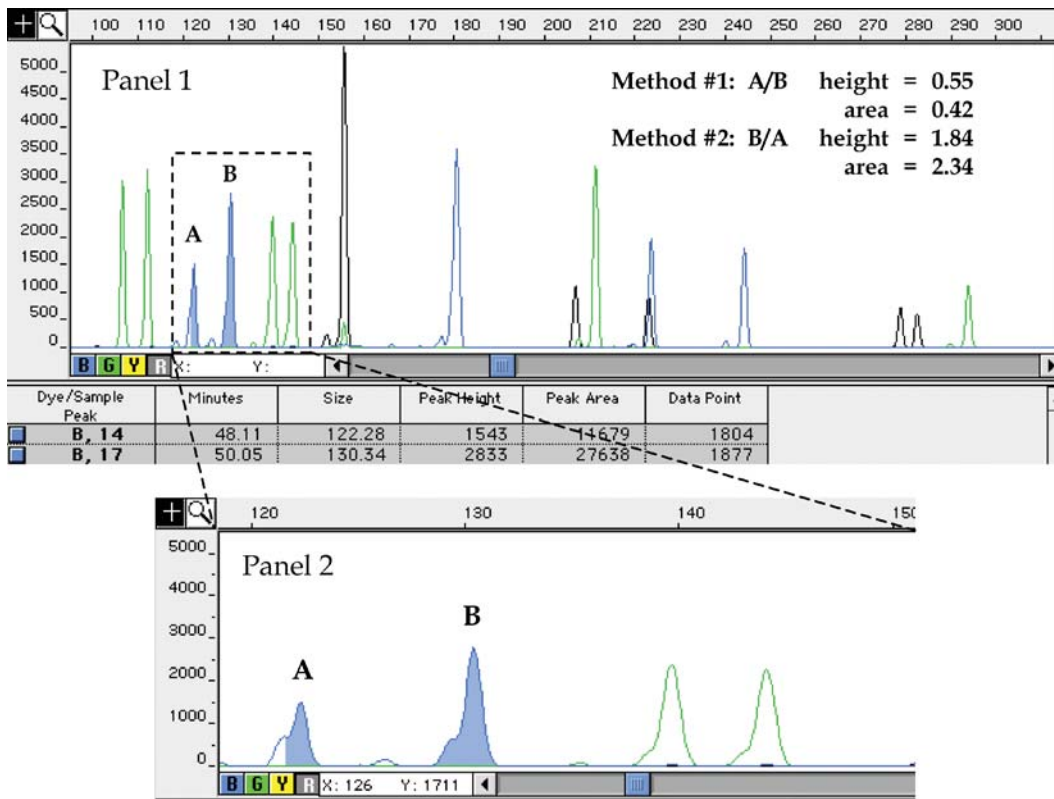 100 110 120 130 140 150 160 170 180 190 200 210 220 230 240 250 260 270 280 290 300
5000
4500
4000
3500
3000
2500
2000
1500
1000
500
0
Panel 1
Method #1: A/B height = 0.55
area = 0.42
Method #2: B/A height = 1.84
area = 2.34
A
B
B G Y R X: Y:
Dye/Sample Peak Minutes Size Peak Height Peak Area Data Point
B, 14 48.11 122.28 1543 11679 1804
B, 17 50.05 130.34 2833 27638 1877
120 130 140
5000
4000
3000
2000
1000
0
Panel 2
A
B
B G Y R X: 126 Y: 1711